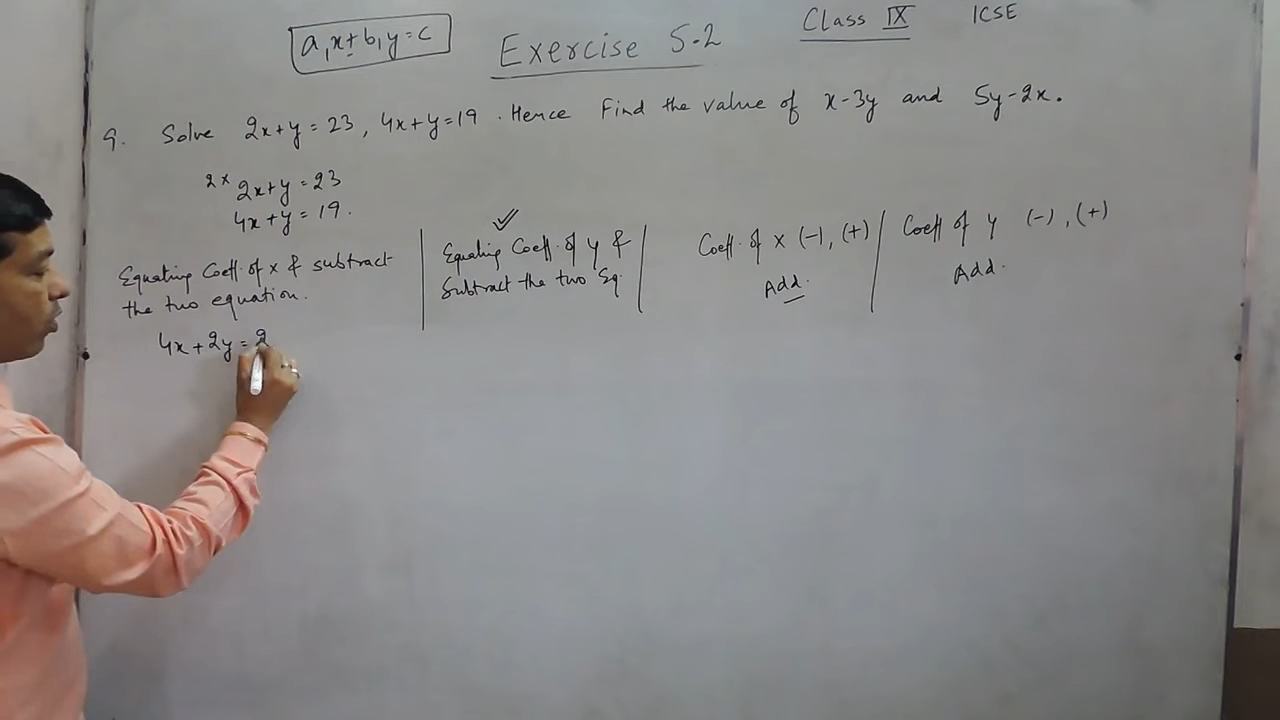 a₁x+b₁y=c
Exercise 5.2
Class IX ICSE
9. Solve 2x+y=23, 4x+y=19. Hence Find the value of x-3y and 5y-2x.
2× 2x+y=23
4x+y=19.
Equating Coeff. of x & subtract
the two equation.
4x+2y=2
✓
Equating Coeff. of y &
Subtract the two Eq.
Coeff. of x (-), (+)
Add.
Coeff of y (-), (+)
Add.